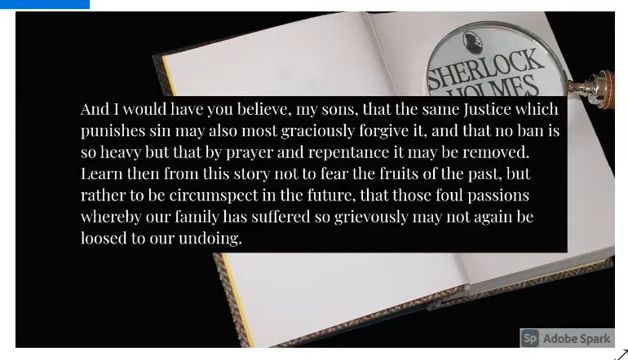 SHERLOCK
HOLMES
And I would have you believe, my sons, that the same Justice which
punishes sin may also most graciously forgive it, and that no ban is
so heavy but that by prayer and repentance it may be removed.
Learn then from this story not to fear the fruits of the past, but
rather to be circumspect in the future, that those foul passions
whereby our family has suffered so grievously may not again be
loosed to our undoing.
Sp Adobe Spark